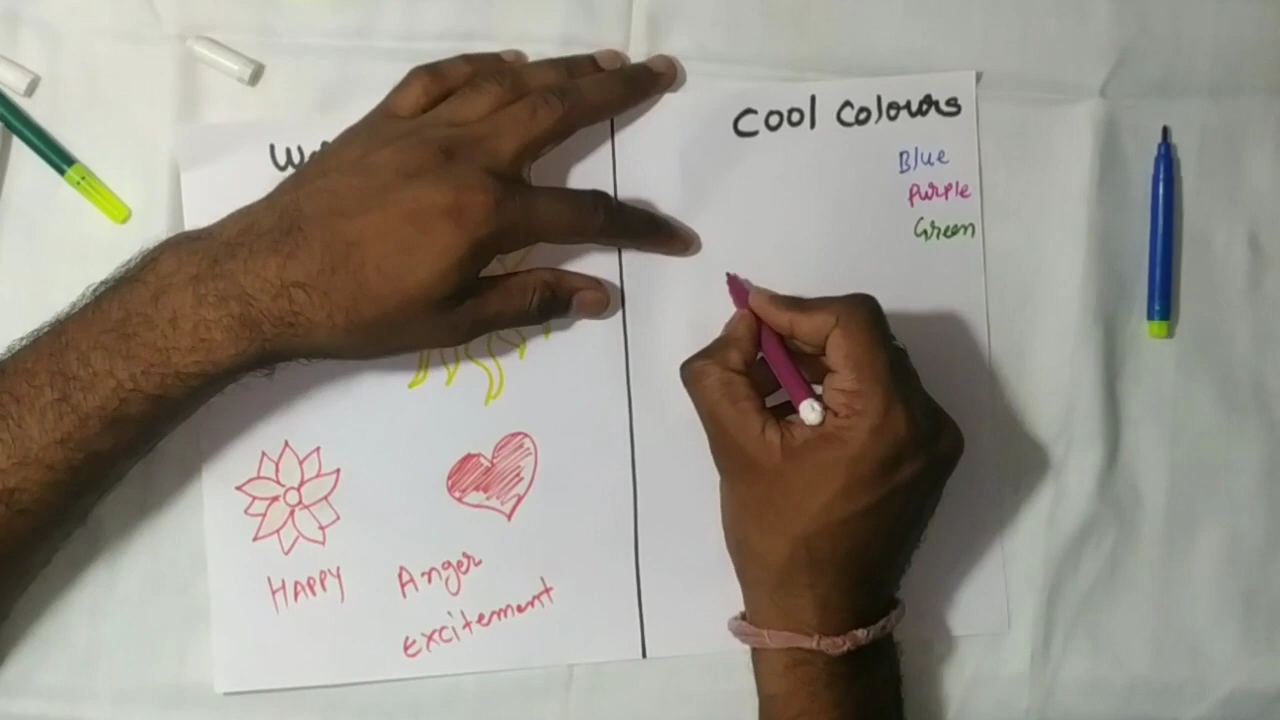 Cool Colours
Blue
Purple
Green
HAPPY
Anger
excitement